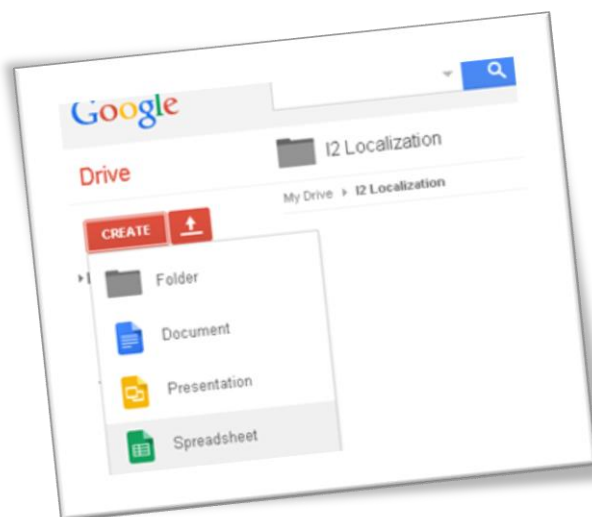 Google
Drive
I2 Localization
My Drive ▸ I2 Localization
CREATE
Folder
Document
Presentation
Spreadsheet